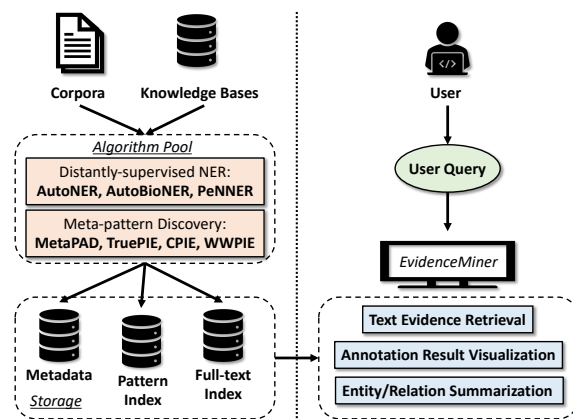 Corpora
Knowledge Bases
Algorithm Pool
Distantly-supervised NER:
AutoNER, AutoBioNER, PeNNER
Meta-pattern Discovery:
MetaPAD, TruePIE, CPIE, WWPIE
Metadata
Pattern
Index
Full-text
Index
Storage
User
</>
User Query
EvidenceMiner
Text Evidence Retrieval
Annotation Result Visualization
Entity/Relation Summarization